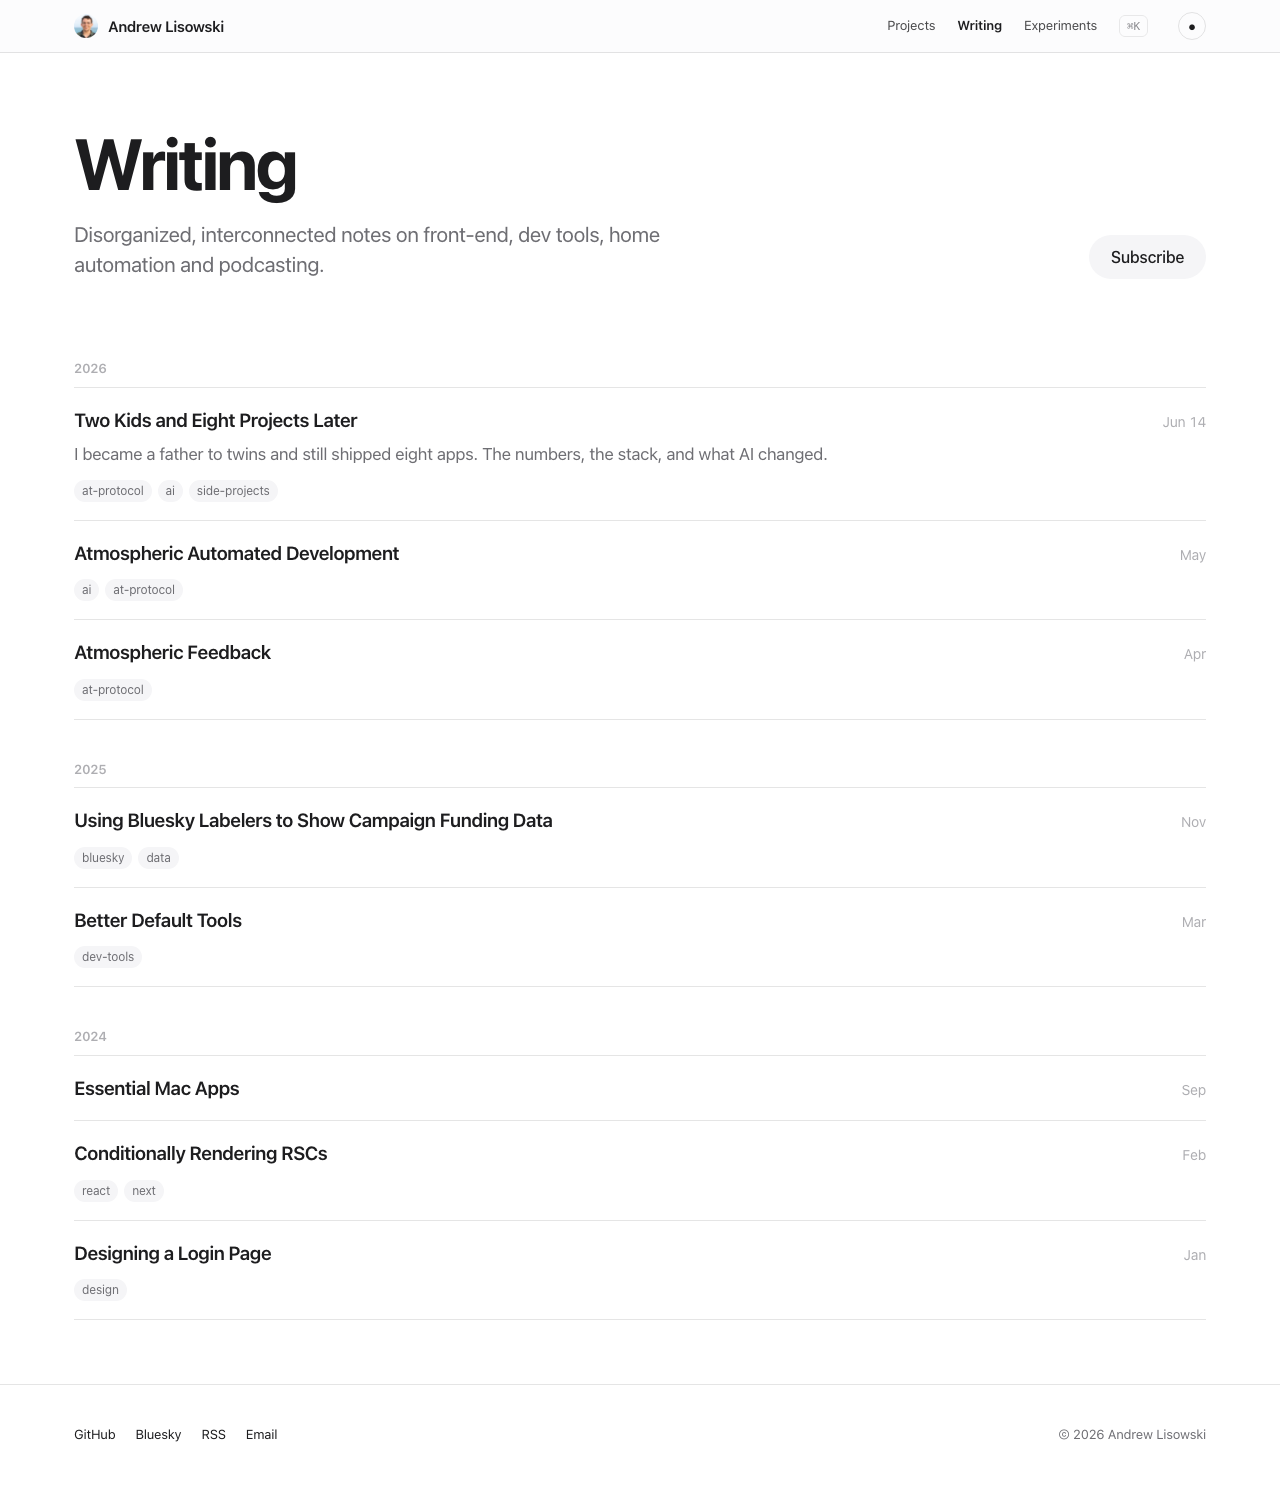 Andrew Lisowski
Projects Writing Experiments ⌘K
Writing
Disorganized, interconnected notes on front-end, dev tools, home
automation and podcasting.
Subscribe
2026
Two Kids and Eight Projects Later Jun 14
I became a father to twins and still shipped eight apps. The numbers, the stack, and what AI changed.
at-protocol ai side-projects
Atmospheric Automated Development May
ai at-protocol
Atmospheric Feedback Apr
at-protocol
2025
Using Bluesky Labelers to Show Campaign Funding Data Nov
bluesky data
Better Default Tools Mar
dev-tools
2024
Essential Mac Apps Sep
Conditionally Rendering RSCs Feb
react next
Designing a Login Page Jan
design
GitHub Bluesky RSS Email
© 2026 Andrew Lisowski